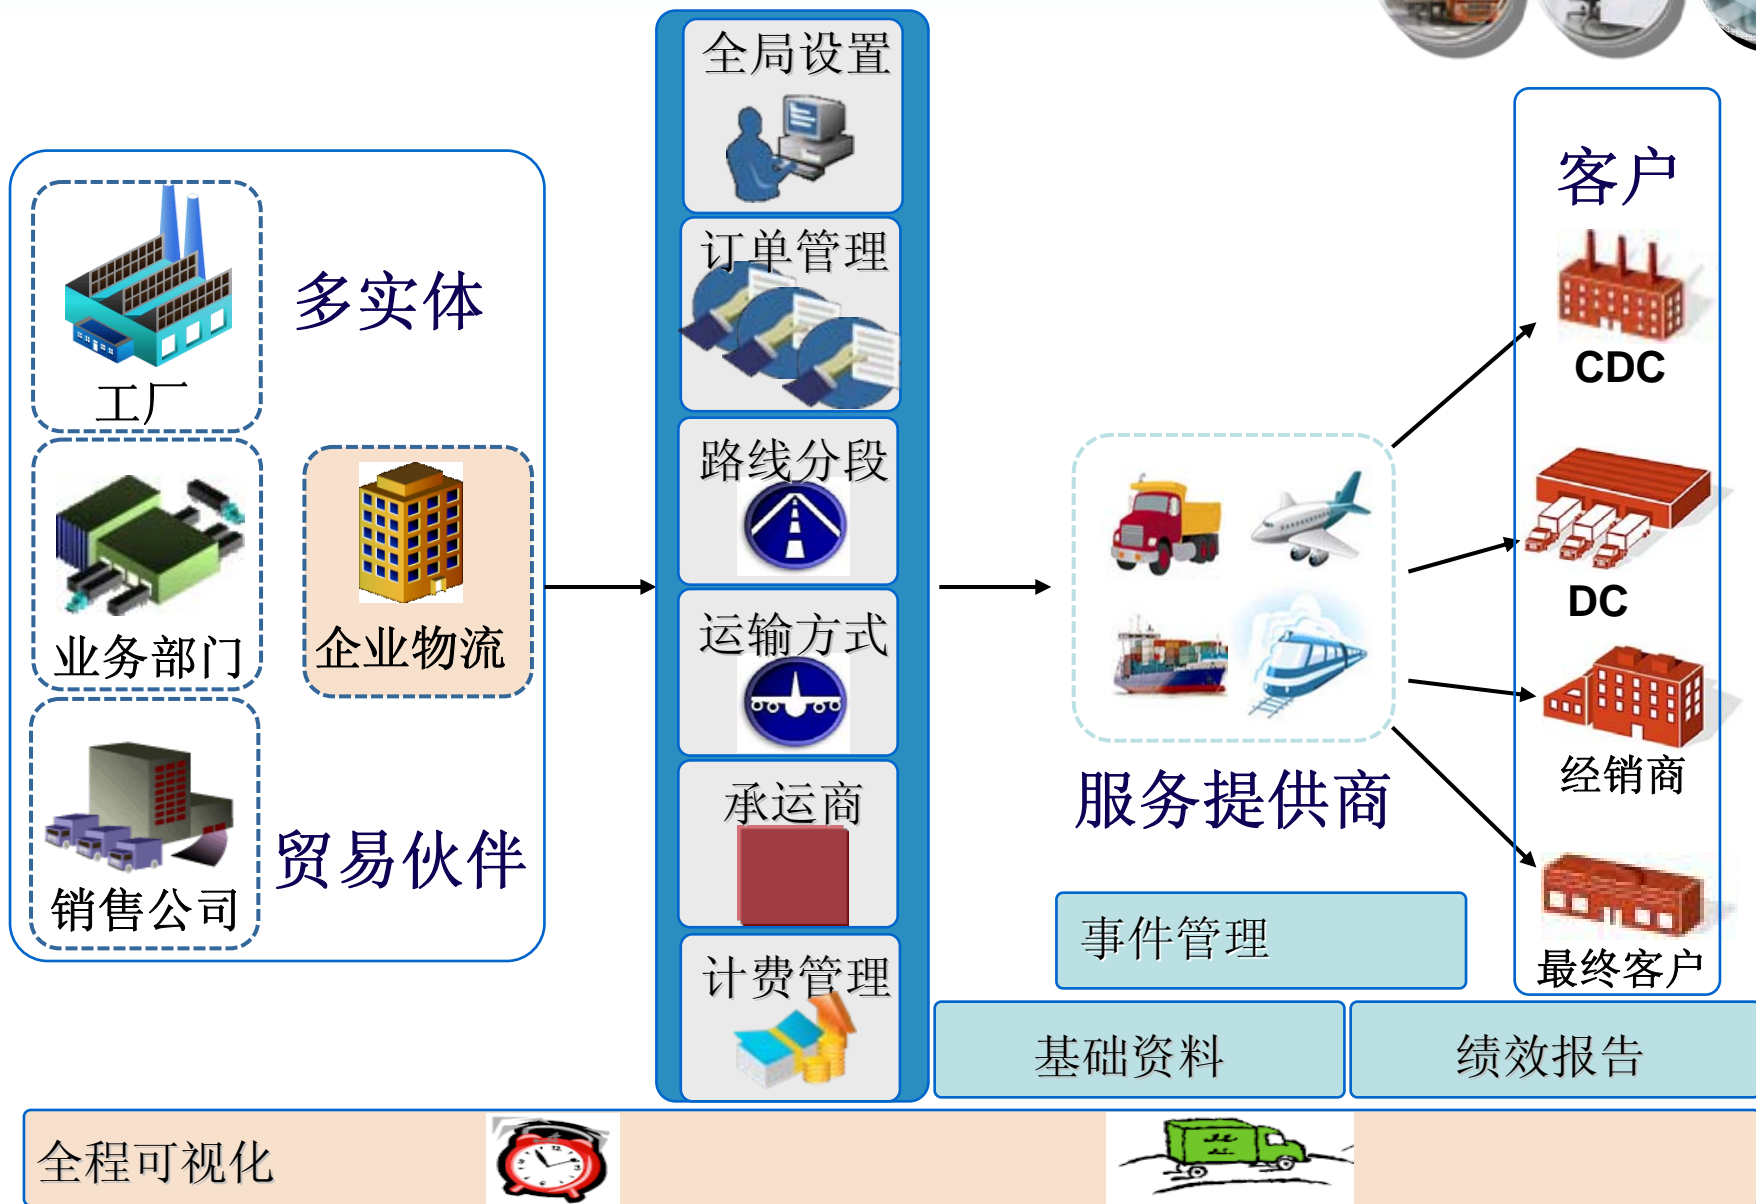 多实体
工厂
业务部门
企业物流
贸易伙伴
销售公司
全局设置
订单管理
路线分段
运输方式
承运商
计费管理
服务提供商
客户
CDC
DC
经销商
最终客户
事件管理
基础资料
绩效报告
全程可视化